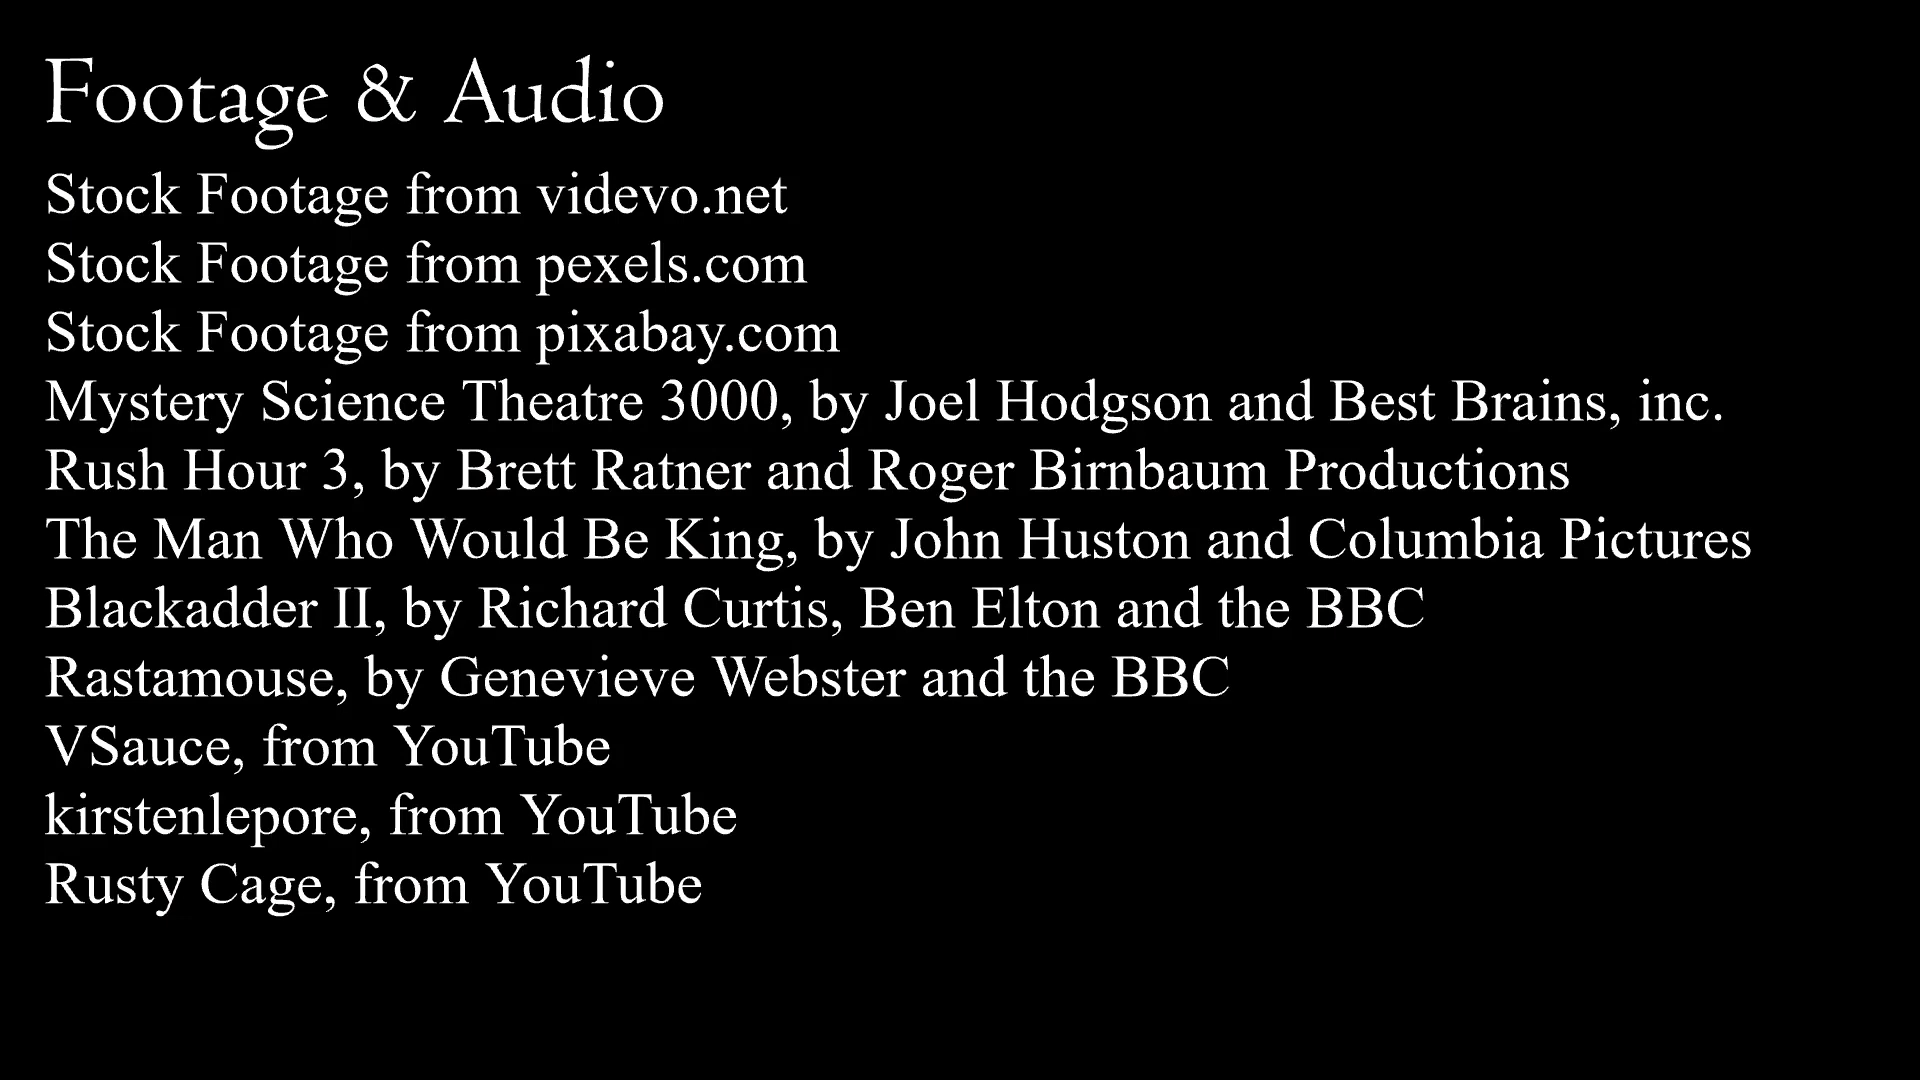 Footage & Audio
Stock Footage from videvo.net
Stock Footage from pexels.com
Stock Footage from pixabay.com
Mystery Science Theatre 3000, by Joel Hodgson and Best Brains, inc.
Rush Hour 3, by Brett Ratner and Roger Birnbaum Productions
The Man Who Would Be King, by John Huston and Columbia Pictures
Blackadder II, by Richard Curtis, Ben Elton and the BBC
Rastamouse, by Genevieve Webster and the BBC
VSauce, from YouTube
kirstenlepore, from YouTube
Rusty Cage, from YouTube